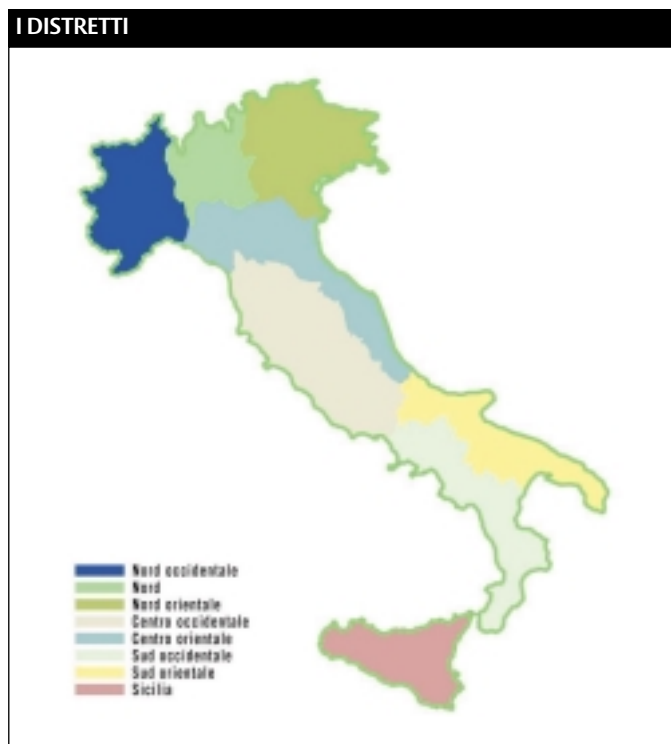 I DISTRETTI
Nord occidentale
Nord
Nord orientale
Centro occidentale
Centro orientale
Sud occidentale
Sud orientale
Sicilia